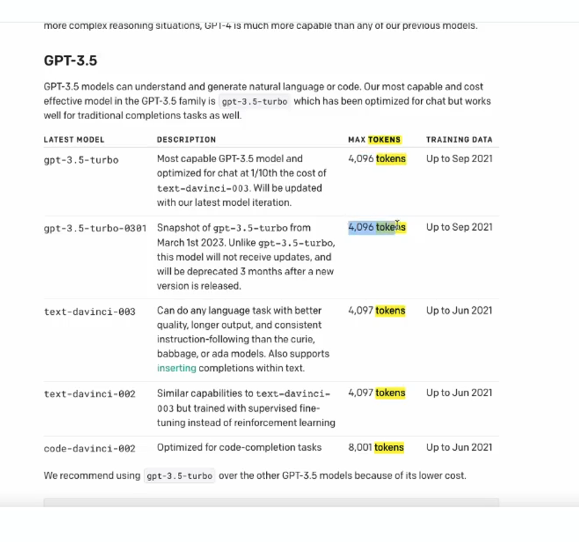 more complex reasoning situations, GPT-4 is much more capable than any of our previous models.
GPT-3.5
GPT-3.5 models can understand and generate natural language or code. Our most capable and cost
effective model in the GPT-3.5 family is gpt-3.5-turbo which has been optimized for chat but works
well for traditional completions tasks as well.
LATEST MODEL DESCRIPTION MAX TOKENS TRAINING DATA
gpt-3.5-turbo Most capable GPT-3.5 model and 4,096 tokens Up to Sep 2021
optimized for chat at 1/10th the cost of
text-davinci-003. Will be updated
with our latest model iteration.
gpt-3.5-turbo-0301 Snapshot of gpt-3.5-turbo from 4,096 tokens Up to Sep 2021
March 1st 2023. Unlike gpt-3.5-turbo,
this model will not receive updates, and
will be deprecated 3 months after a new
version is released.
text-davinci-003 Can do any language task with better 4,097 tokens Up to Jun 2021
quality, longer output, and consistent
instruction-following than the curie,
babbage, or ada models. Also supports
inserting completions within text.
text-davinci-002 Similar capabilities to text-davinci- 4,097 tokens Up to Jun 2021
003 but trained with supervised fine-
tuning instead of reinforcement learning
code-davinci-002 Optimized for code-completion tasks 8,001 tokens Up to Jun 2021
We recommend using gpt-3.5-turbo over the other GPT-3.5 models because of its lower cost.